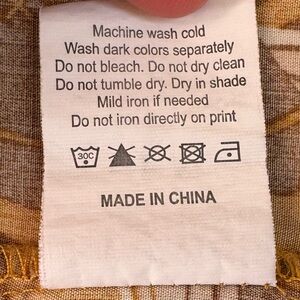 Machine wash cold
Wash dark colors separately
Do not bleach. Do not dry clean
Do not tumble dry. Dry in shade
Mild iron if needed
Do not iron directly on print
30C
MADE IN CHINA